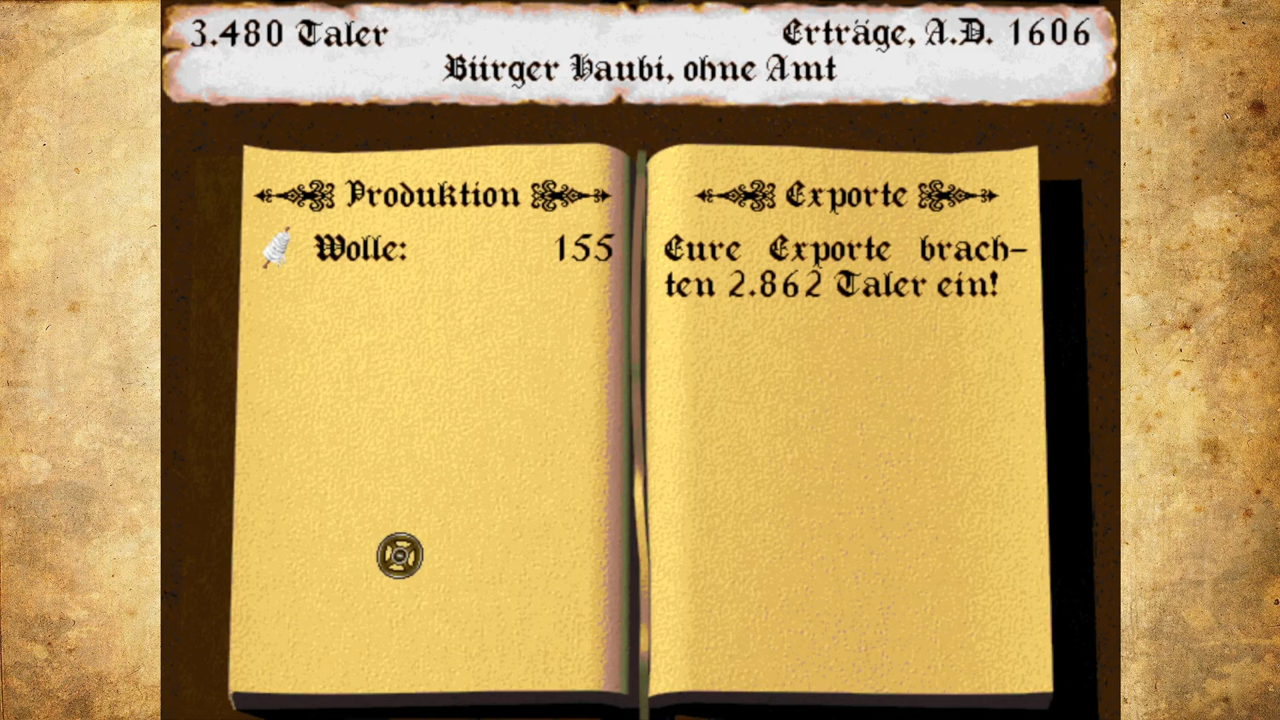 3.480 Taler
Erträge, A.D. 1606
Bürger Haubi, ohne Amt
Produktion
Wolle: 155
Exporte
Eure Exporte brach-
ten 2.862 Taler ein!